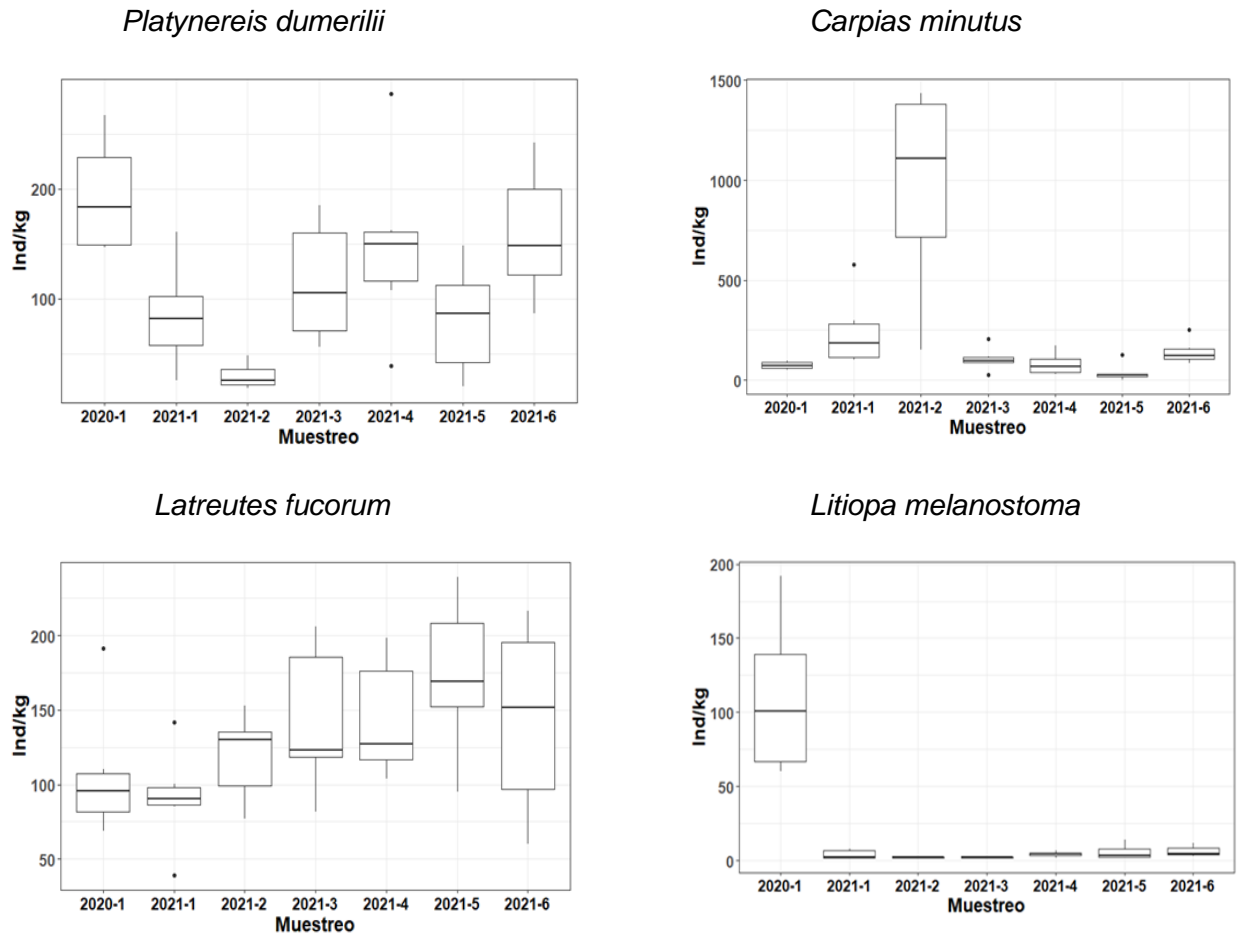 Platynereis dumerilii
Carpias minutus
Ind/kg
200
100
2020-1 2021-1 2021-2 2021-3 2021-4 2021-5 2021-6
Muestreo
Ind/kg
1500
1000
500
0
2020-1 2021-1 2021-2 2021-3 2021-4 2021-5 2021-6
Muestreo
Latreutes fucorum
Litiopa melanostoma
Ind/kg
200
150
100
50
2020-1 2021-1 2021-2 2021-3 2021-4 2021-5 2021-6
Muestreo
Ind/kg
200
150
100
50
0
2020-1 2021-1 2021-2 2021-3 2021-4 2021-5 2021-6
Muestreo